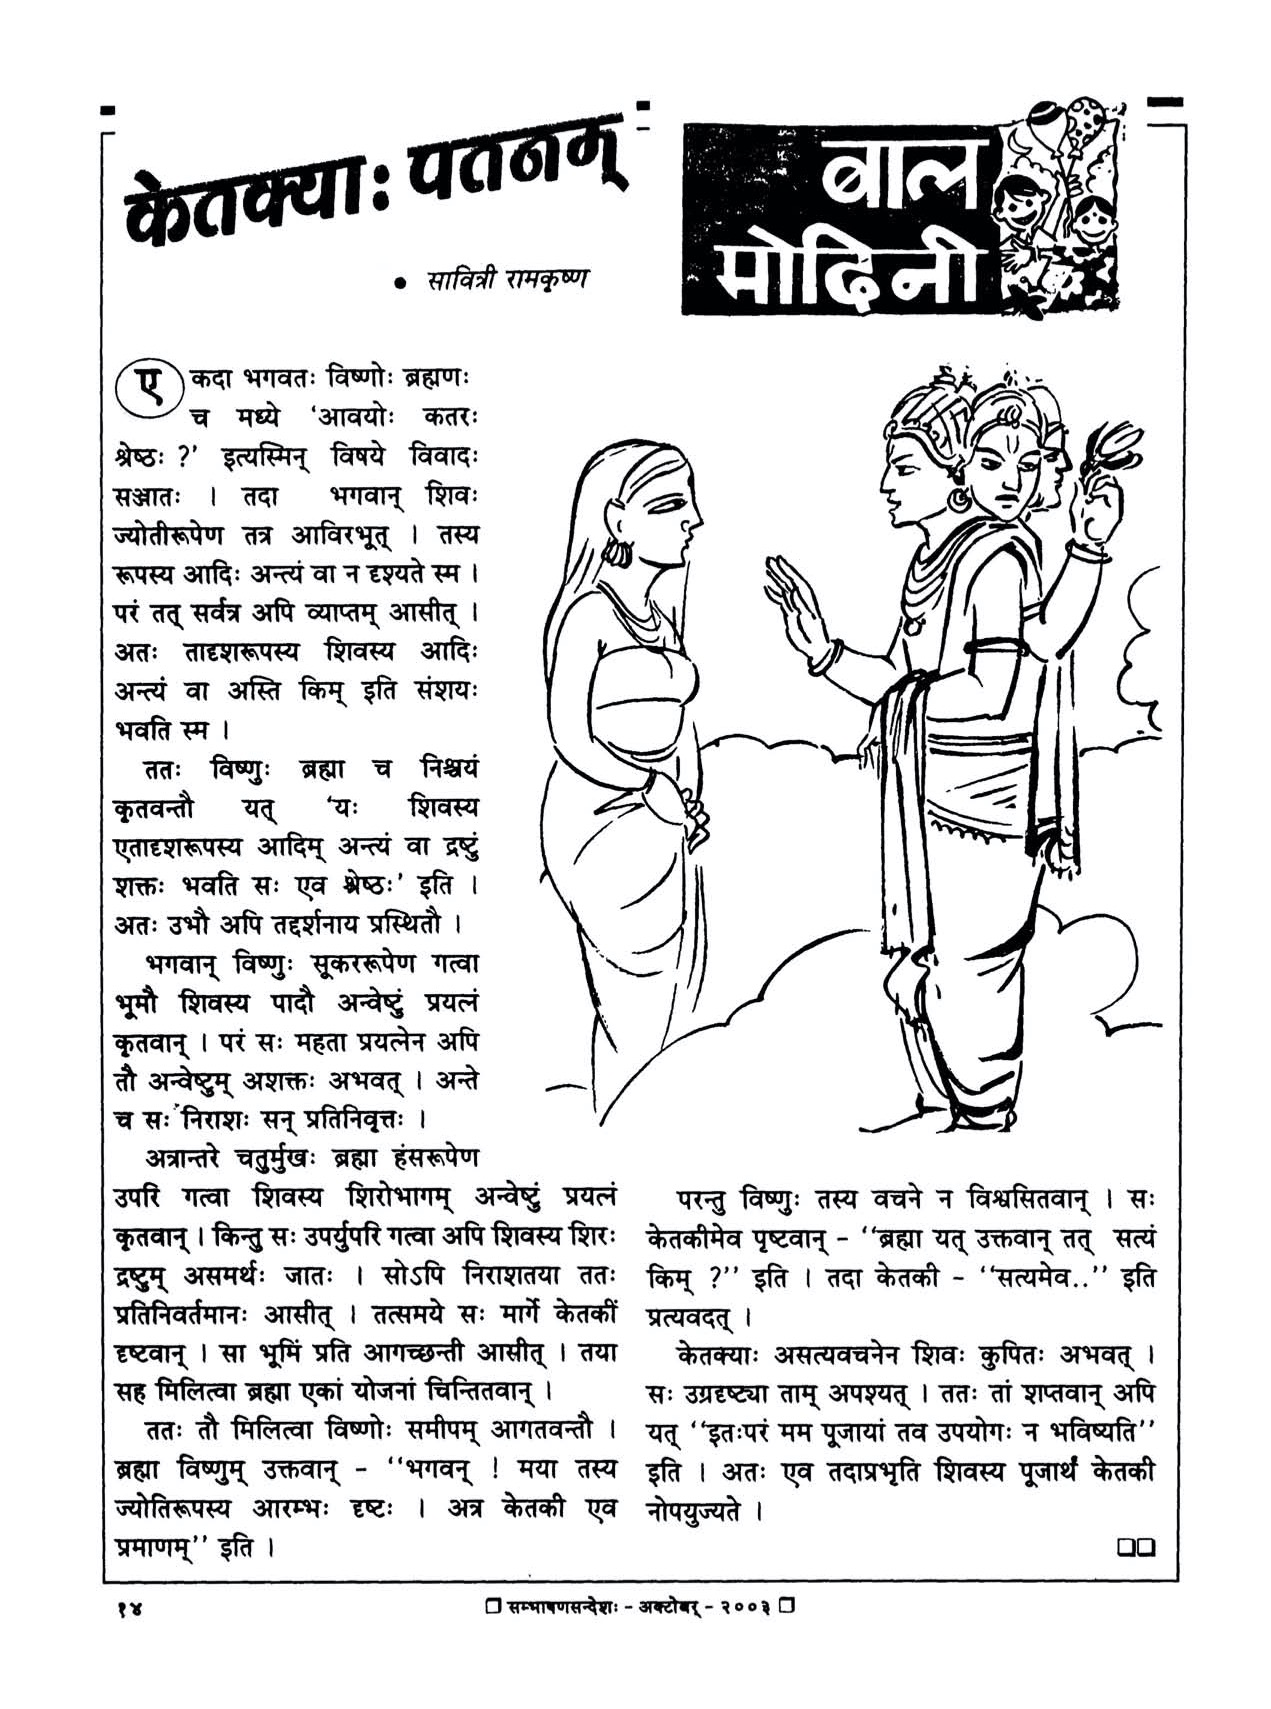 केतक्याः पतनम्
• सावित्री रामकृष्ण
बाल
मोदिनी
एकदा भगवतः विष्णोः ब्रह्मणः
च मध्ये ‘आवयोः कतरः
श्रेष्ठः ?’ इत्यस्मिन् विषये विवादः
सञ्जातः । तदा भगवान् शिवः
ज्योतीरूपेण तत्र आविरभूत् । तस्य
रूपस्य आदिः अन्त्यं वा न दृश्यते स्म ।
परं तत् सर्वत्र अपि व्याप्तम् आसीत् ।
अतः तादृशरूपस्य शिवस्य आदिः
अन्त्यं वा अस्ति किम् इति संशयः
भवति स्म ।
ततः विष्णुः ब्रह्मा च निश्चयं
कृतवन्तौ यत् ‘यः शिवस्य
एतादृशरूपस्य आदिम् अन्त्यं वा द्रष्टुं
शक्तः भवति सः एव श्रेष्ठः’ इति ।
अतः उभौ अपि तद्दर्शनाय प्रस्थितौ ।
भगवान् विष्णुः सूकररूपेण गत्वा
भूमौ शिवस्य पादौ अन्वेष्टुं प्रयत्नं
कृतवान् । परं सः महता प्रयत्नेन अपि
तौ अन्वेष्टुम् अशक्तः अभवत् । अन्ते
च सः निराशः सन् प्रतिनिवृत्तः ।
अत्रान्तरे चतुर्मुखः ब्रह्मा हंसरूपेण
उपरि गत्वा शिवस्य शिरोभागम् अन्वेष्टुं प्रयत्नं
कृतवान् । किन्तु सः उपर्युपरि गत्वा अपि शिवस्य शिरः
द्रष्टुम् असमर्थः जातः । सोऽपि निराशतया ततः
प्रतिनिवर्तमानः आसीत् । तत्समये सः मार्गे केतकीं
दृष्टवान् । सा भूमिं प्रति आगच्छन्ती आसीत् । तया
सह मिलित्वा ब्रह्मा एकां योजनां चिन्तितवान् ।
ततः तौ मिलित्वा विष्णोः समीपम् आगतवन्तौ ।
ब्रह्मा विष्णुम् उक्तवान् - “भगवन् ! मया तस्य
ज्योतिरूपस्य आरम्भः दृष्टः । अत्र केतकी एव
प्रमाणम्” इति ।
परन्तु विष्णुः तस्य वचने न विश्वसितवान् । सः
केतकीमेव पृष्टवान् - “ब्रह्मा यत् उक्तवान् तत् सत्यं
किम् ?” इति । तदा केतकी - “सत्यमेव..” इति
प्रत्यवदत् ।
केतक्याः असत्यवचनेन शिवः कुपितः अभवत् ।
सः उग्रदृष्ट्या ताम् अपश्यत् । ततः तां शप्तवान् अपि
यत् “इतःपरं मम पूजायां तव उपयोगः न भविष्यति”
इति । अतः एव तदाप्रभृति शिवस्य पूजार्थं केतकी
नोपयुज्यते ।
१४
❐ सम्भाषणसन्देशः - अक्टोबर् - २००३ ❐